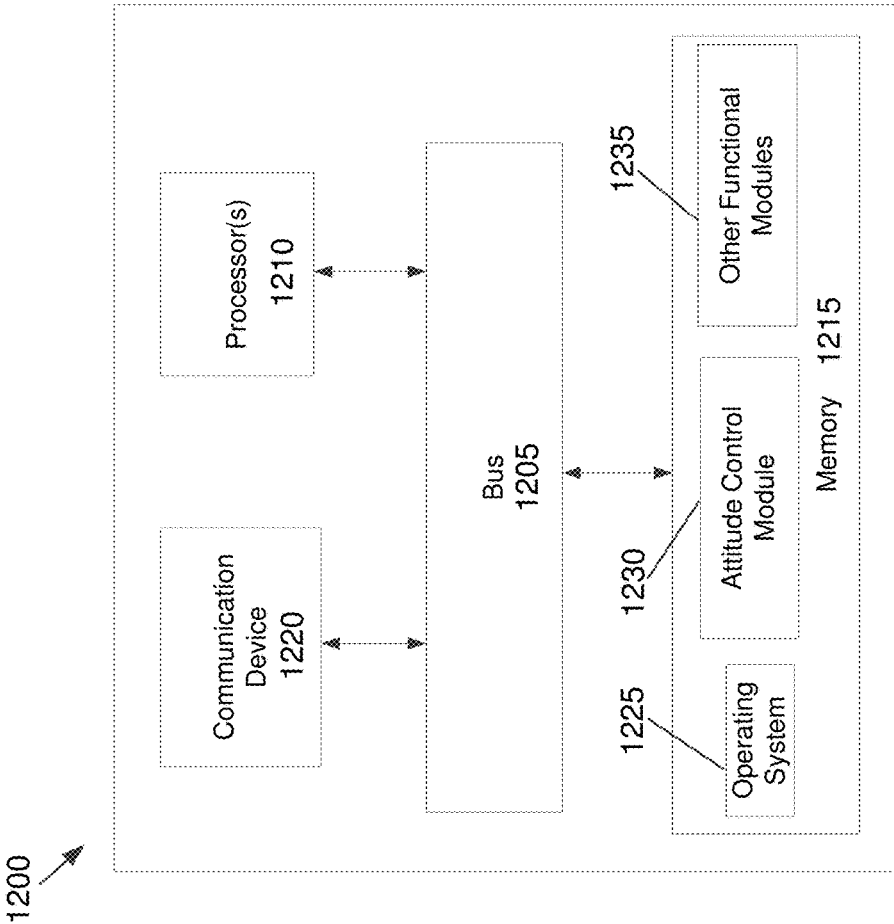 1200
Communication
Device
1220
Processor(s)
1210
Bus
1205
1225
1230
1235
Operating
System
Attitude Control
Module
Other Functional
Modules
Memory 1215